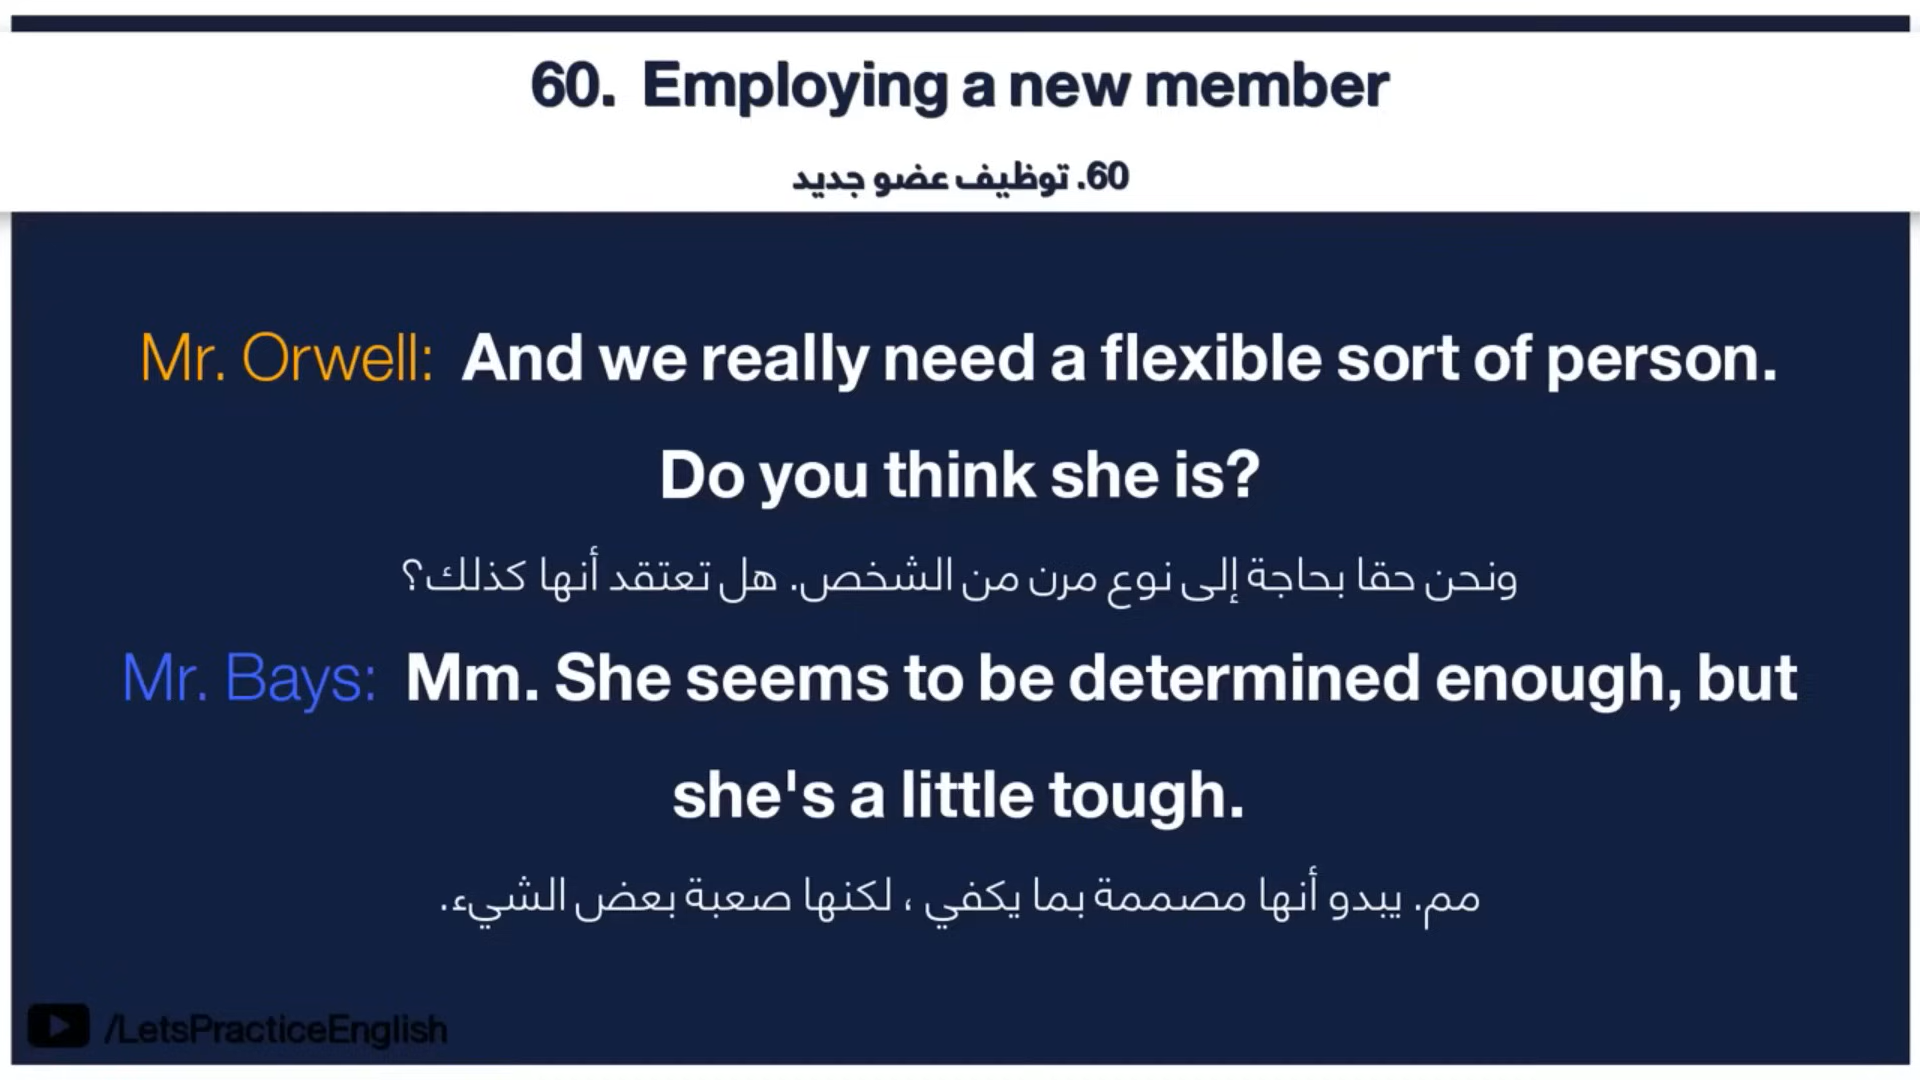 60. Employing a new member
60. توظيف عضو جديد
Mr. Orwell: And we really need a flexible sort of person.
Do you think she is?
ونحن حقا بحاجة إلى نوع مرن من الشخص. هل تعتقد أنها كذلك؟
Mr. Bays: Mm. She seems to be determined enough, but
she's a little tough.
مم. يبدو أنها مصممة بما يكفي ، لكنها صعبة بعض الشيء.
/LetsPracticeEnglish